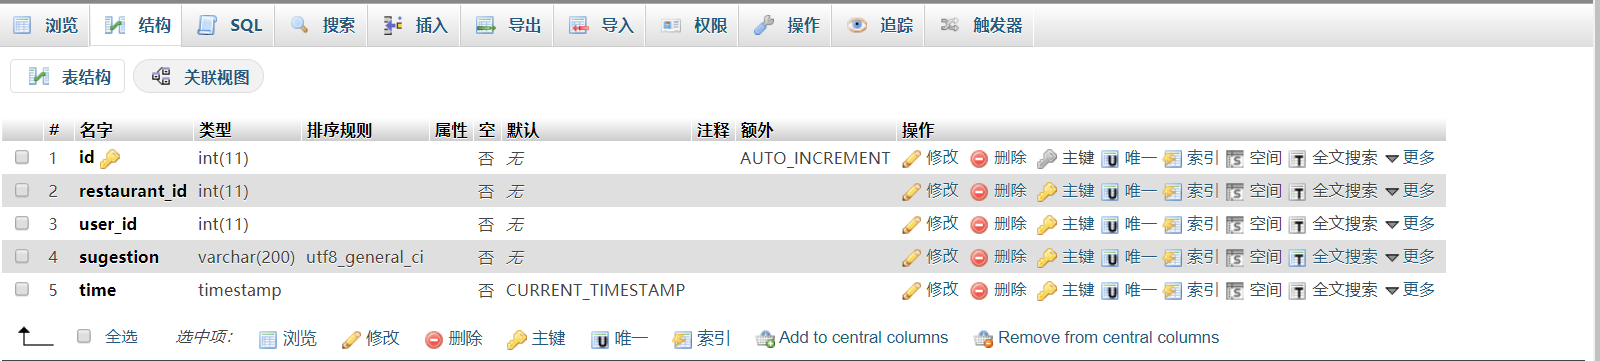 浏览 结构 SQL 搜索 插入 导出 导入 权限 操作 追踪 触发器
表结构 关联视图
# 名字 类型 排序规则 属性 空 默认 注释 额外 操作
1 id int(11) 否 无 AUTO_INCREMENT 修改 删除 主键 唯一 索引 空间 全文搜索 更多
2 restaurant_id int(11) 否 无 修改 删除 主键 唯一 索引 空间 全文搜索 更多
3 user_id int(11) 否 无 修改 删除 主键 唯一 索引 空间 全文搜索 更多
4 sugestion varchar(200) utf8_general_ci 否 无 修改 删除 主键 唯一 索引 空间 全文搜索 更多
5 time timestamp 否 CURRENT_TIMESTAMP 修改 删除 主键 唯一 索引 空间 全文搜索 更多
全选 选中项: 浏览 修改 删除 主键 唯一 索引 Add to central columns Remove from central columns